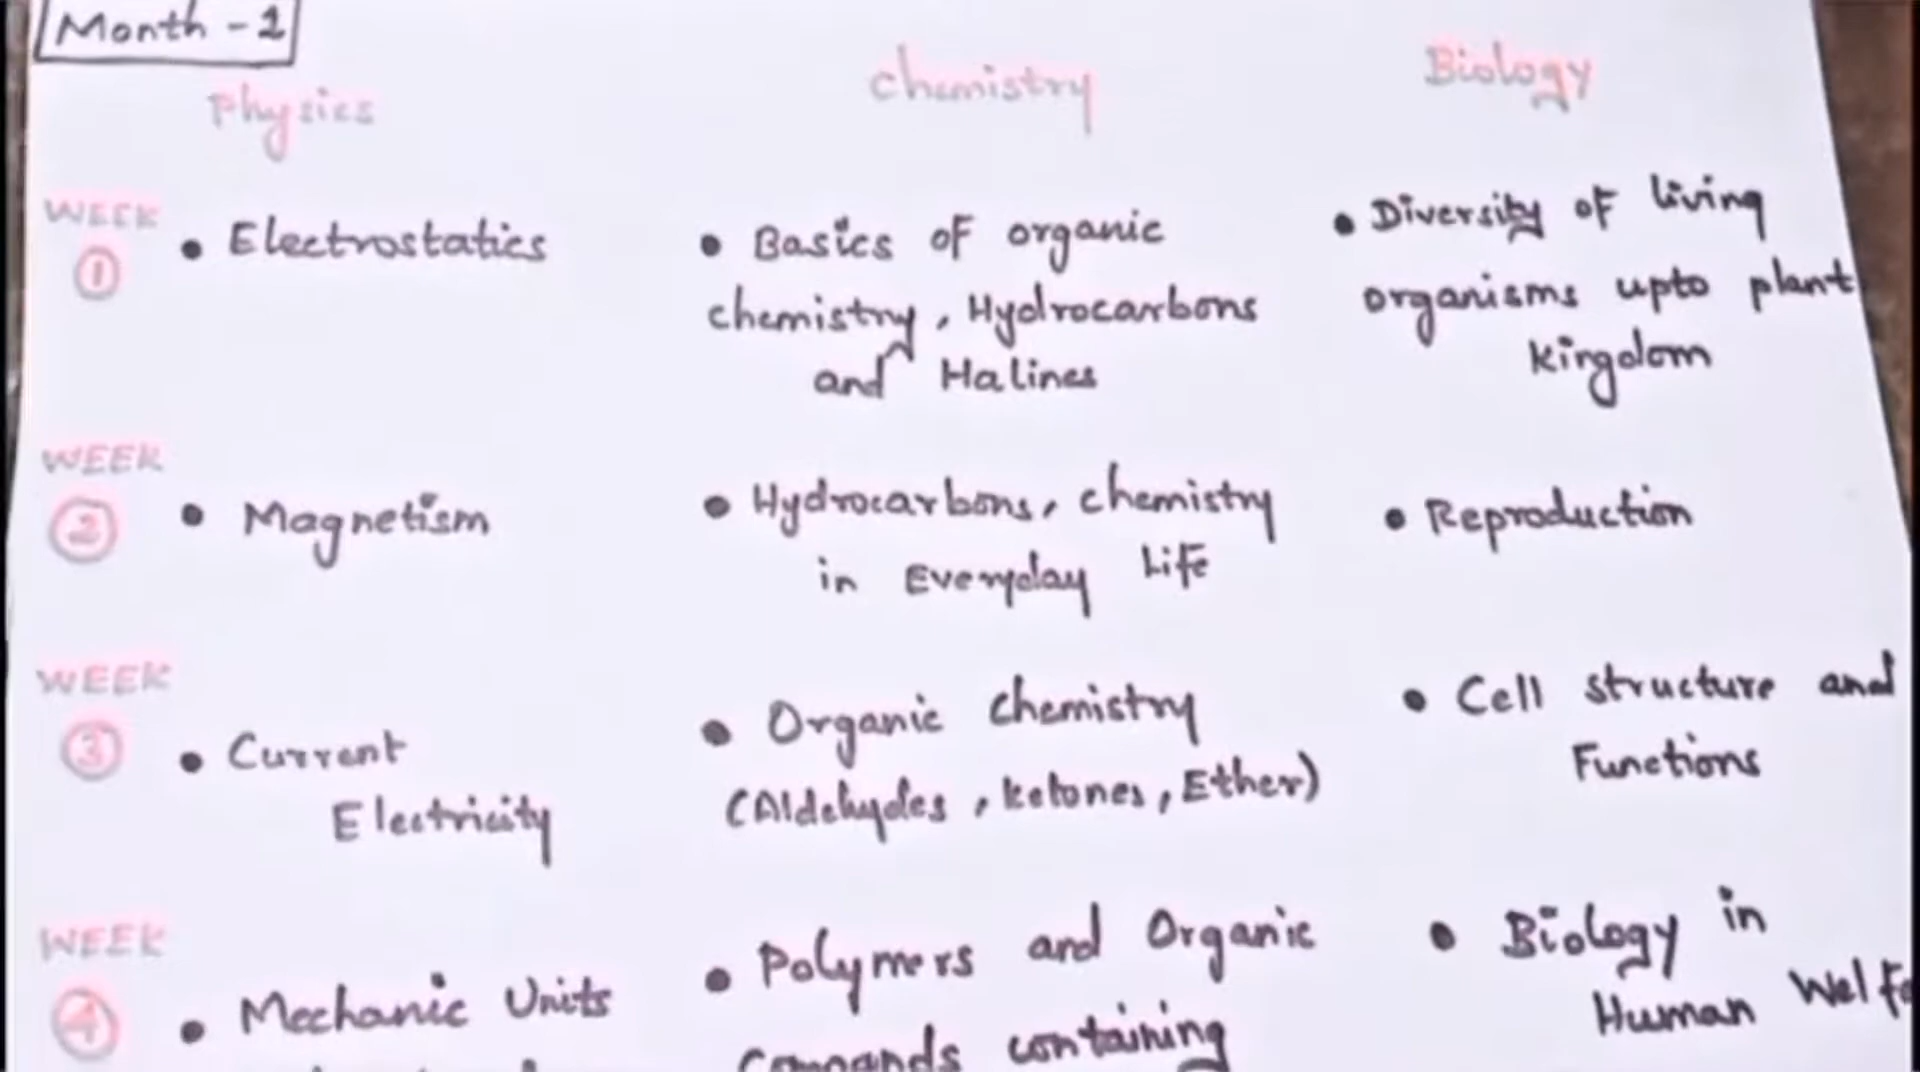 Month - 1
Physics
chemistry
Biology
WEEK
1
• Electrostatics
• Basics of organic
chemistry, Hydrocarbons
and Halines
• Diversity of living
organisms upto plant
kingdom
WEEK
2
• Magnetism
• Hydrocarbons, chemistry
in Everyday Life
• Reproduction
WEEK
3
• Current
Electricity
• Organic chemistry
(Aldehydes, ketones, Ether)
• Cell structure and
Functions
WEEK
4
• Mechanic Units
• Polymers and Organic
containing
• Biology in
Human